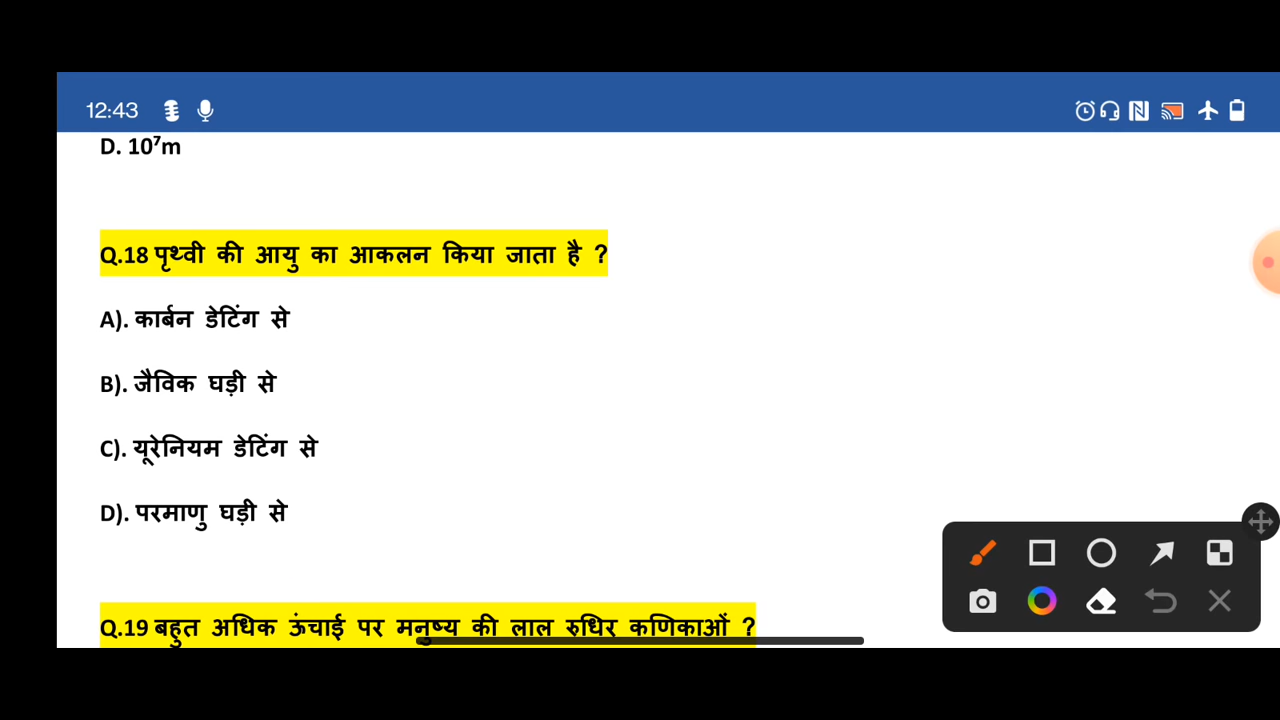 12:43
D. 10⁷m
Q.18 पृथ्वी की आयु का आकलन किया जाता है ?
A). कार्बन डेटिंग से
B). जैविक घड़ी से
C). यूरेनियम डेटिंग से
D). परमाणु घड़ी से
Q.19 बहुत अधिक ऊंचाई पर मनुष्य की लाल रुधिर कणिकाओं ?